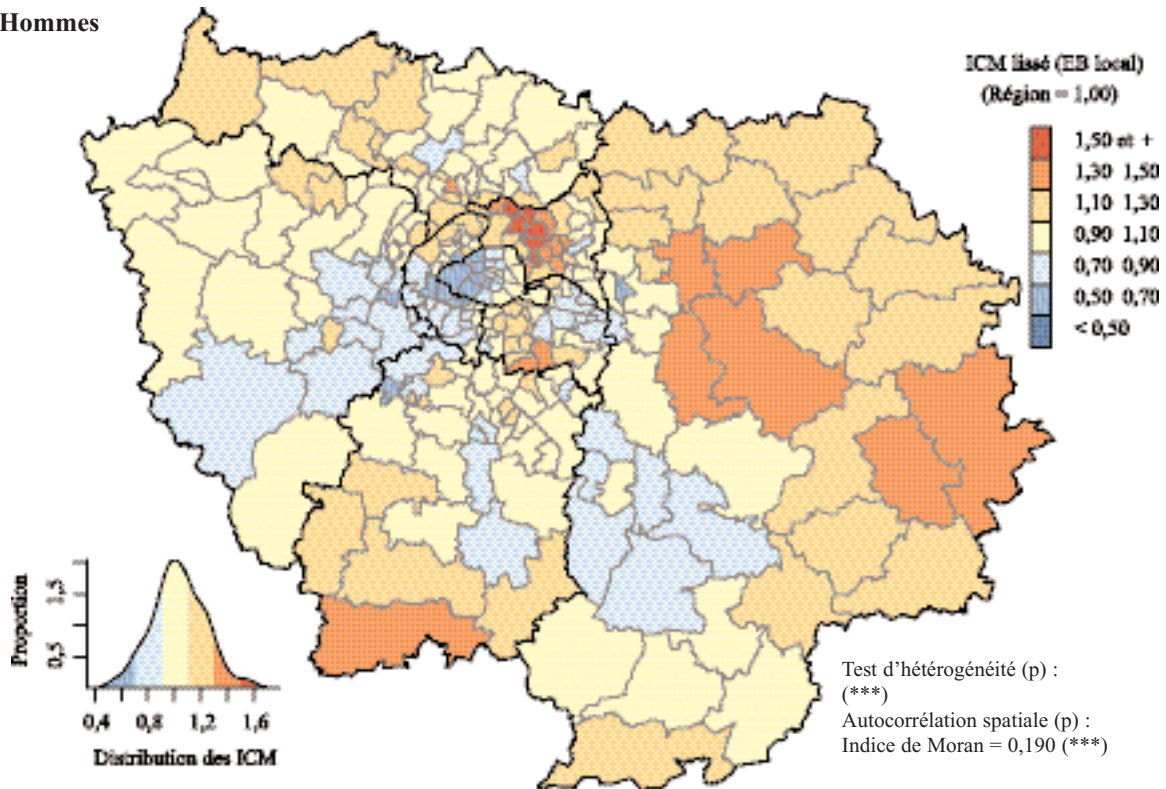 Hommes
ICM lissé (EB local)
(Région = 1,00)
1,50 et +
1,30 1,50
1,10 1,30
0,90 1,10
0,70 0,90
0,50 0,70
< 0,50
Proportion
1,5
0,5
0,4 0,8 1,2 1,6
Distribution des ICM
Test d’hétérogénéité (p) :
(***)
Autocorrélation spatiale (p) :
Indice de Moran = 0,190 (***)